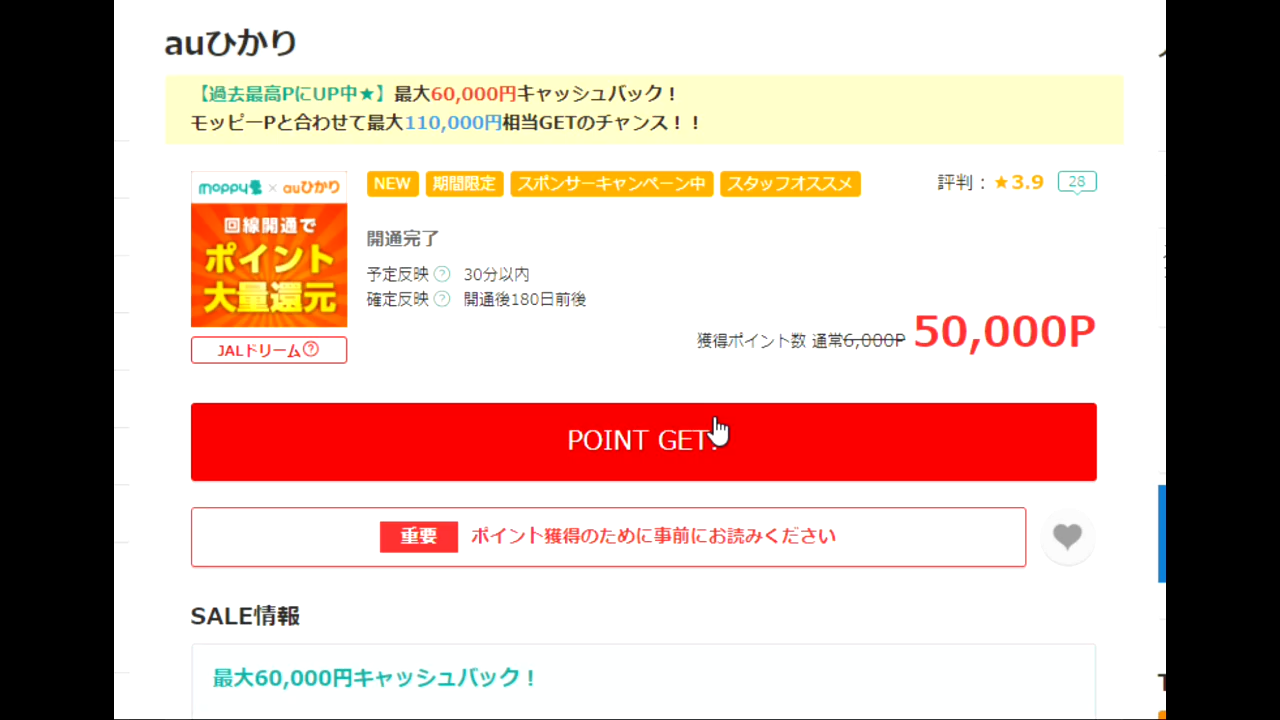 auひかり
【過去最高PにUP中★】最大60,000円キャッシュバック！
モッピーPと合わせて最大110,000円相当GETのチャンス！！
moppy × auひかり
回線開通で
ポイント
大量還元
JALドリーム?
NEW 期間限定 スポンサーキャンペーン中 スタッフオススメ
評判：★3.9 28
開通完了
予定反映 ? 30分以内
確定反映 ? 開通後180日前後
獲得ポイント数 通常6,000P 50,000P
POINT GET!
重要 ポイント獲得のために事前にお読みください
SALE情報
最大60,000円キャッシュバック！